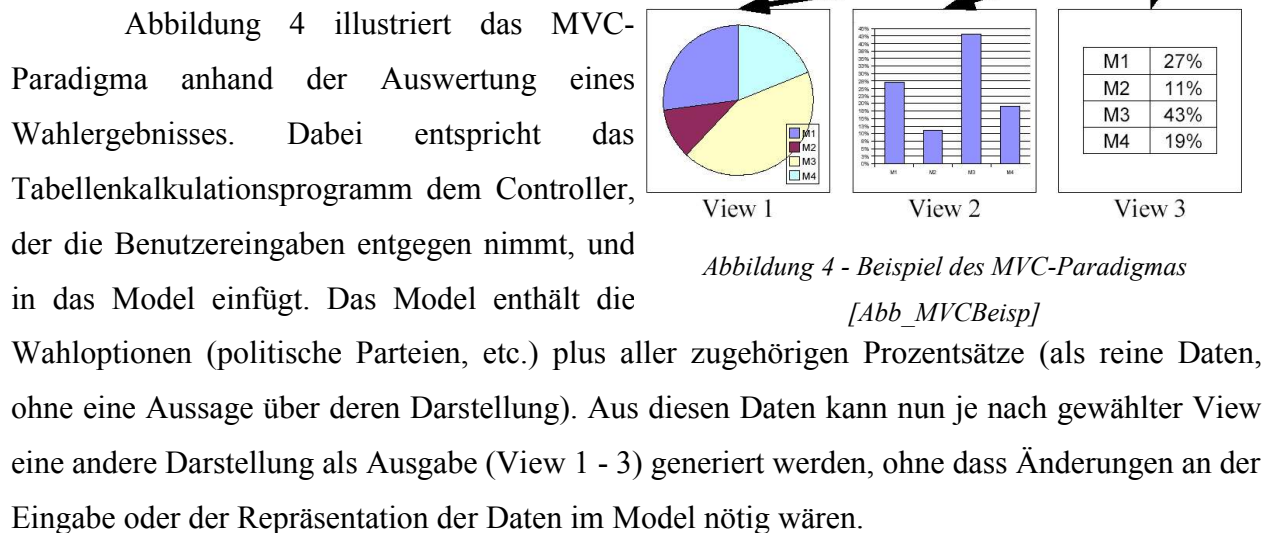 Abbildung 4 illustriert das MVC-
Paradigma anhand der Auswertung eines
Wahlergebnisses. Dabei entspricht das
Tabellenkalkulationsprogramm dem Controller,
der die Benutzereingaben entgegen nimmt, und
in das Model einfügt. Das Model enthält die
M1
M2
M3
M4
View 1
M1
M2
M3
M4
View 2
M1 27%
M2 11%
M3 43%
M4 19%
View 3
Abbildung 4 - Beispiel des MVC-Paradigmas
[Abb_MVCBeisp]
Wahloptionen (politische Parteien, etc.) plus aller zugehörigen Prozentsätze (als reine Daten,
ohne eine Aussage über deren Darstellung). Aus diesen Daten kann nun je nach gewählter View
eine andere Darstellung als Ausgabe (View 1 - 3) generiert werden, ohne dass Änderungen an der
Eingabe oder der Repräsentation der Daten im Model nötig wären.